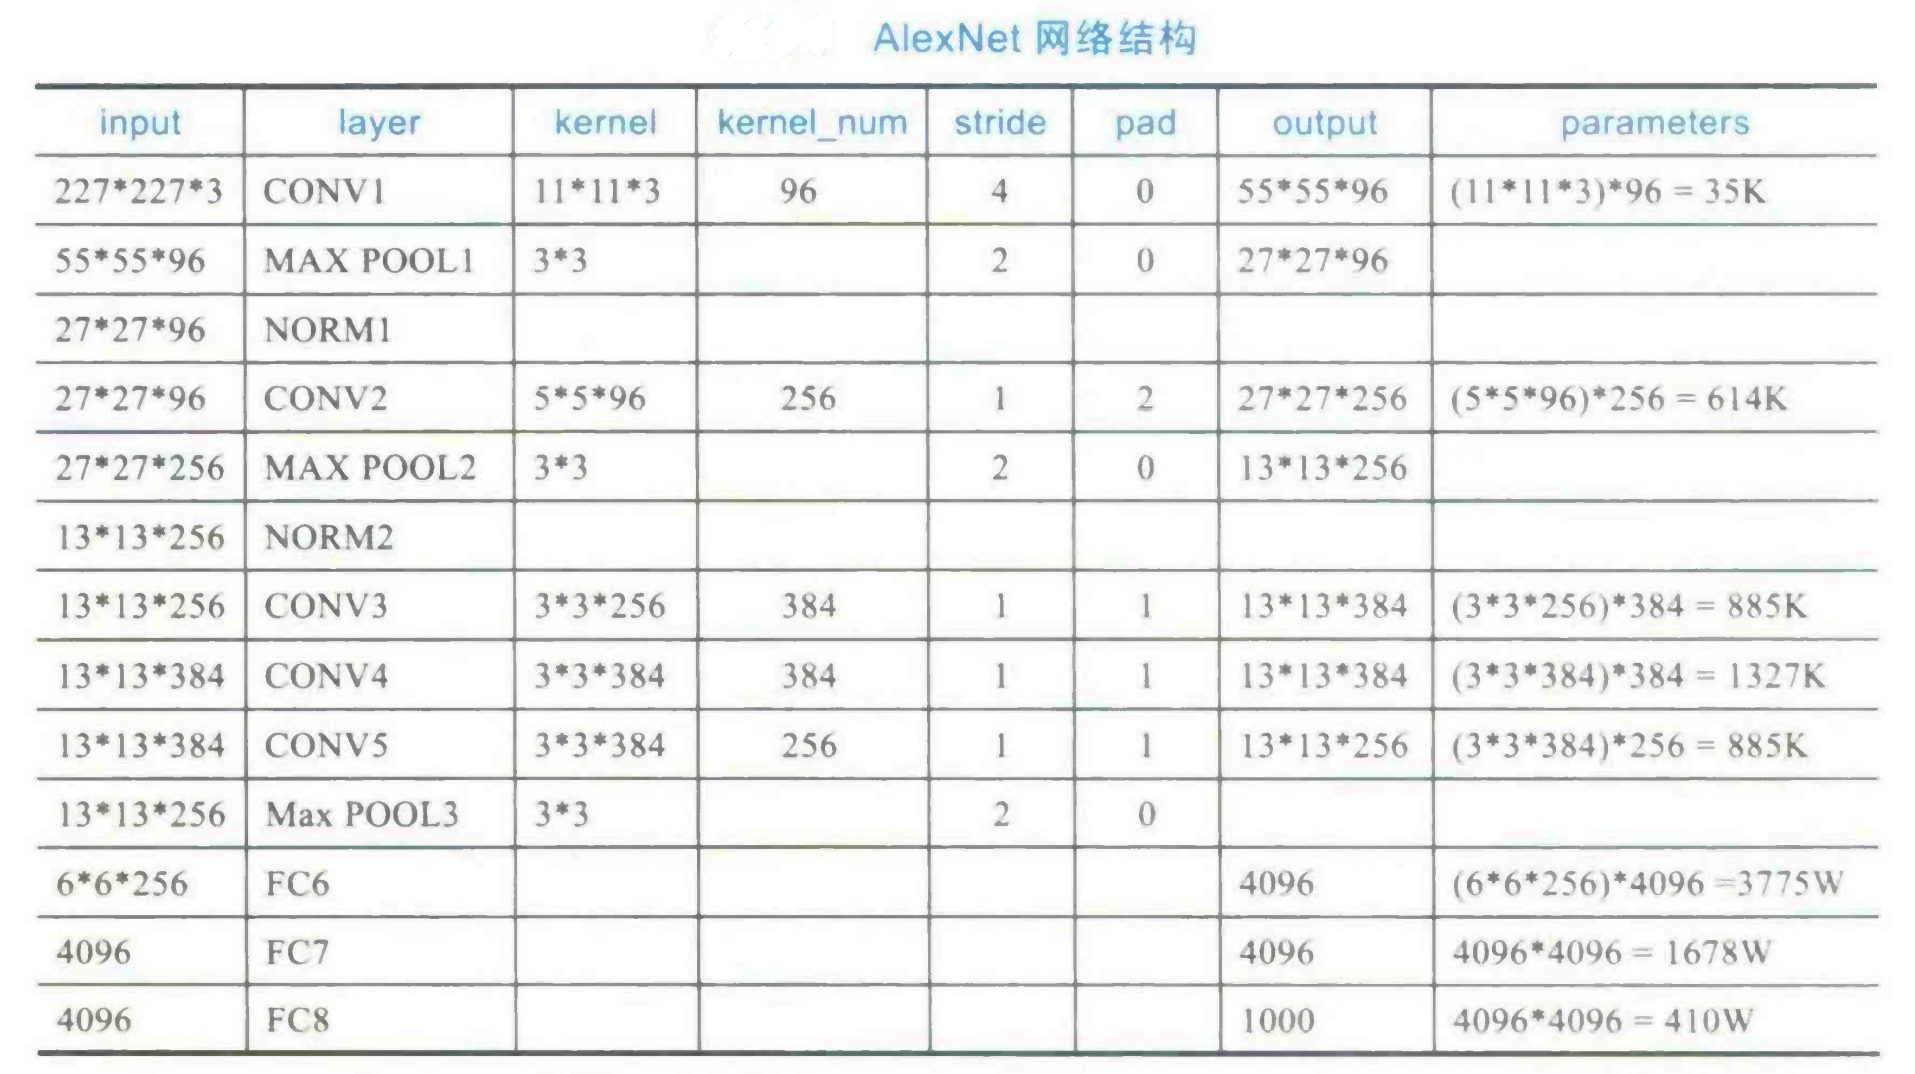 AlexNet 网络结构
input layer kernel kernel_num stride pad output parameters
227*227*3 CONV1 11*11*3 96 4 0 55*55*96 (11*11*3)*96 = 35K
55*55*96 MAX POOL1 3*3 2 0 27*27*96
27*27*96 NORM1
27*27*96 CONV2 5*5*96 256 1 2 27*27*256 (5*5*96)*256 = 614K
27*27*256 MAX POOL2 3*3 2 0 13*13*256
13*13*256 NORM2
13*13*256 CONV3 3*3*256 384 1 1 13*13*384 (3*3*256)*384 = 885K
13*13*384 CONV4 3*3*384 384 1 1 13*13*384 (3*3*384)*384 = 1327K
13*13*384 CONV5 3*3*384 256 1 1 13*13*256 (3*3*384)*256 = 885K
13*13*256 Max POOL3 3*3 2 0
6*6*256 FC6 4096 (6*6*256)*4096 =3775W
4096 FC7 4096 4096*4096 = 1678W
4096 FC8 1000 4096*4096 = 410W